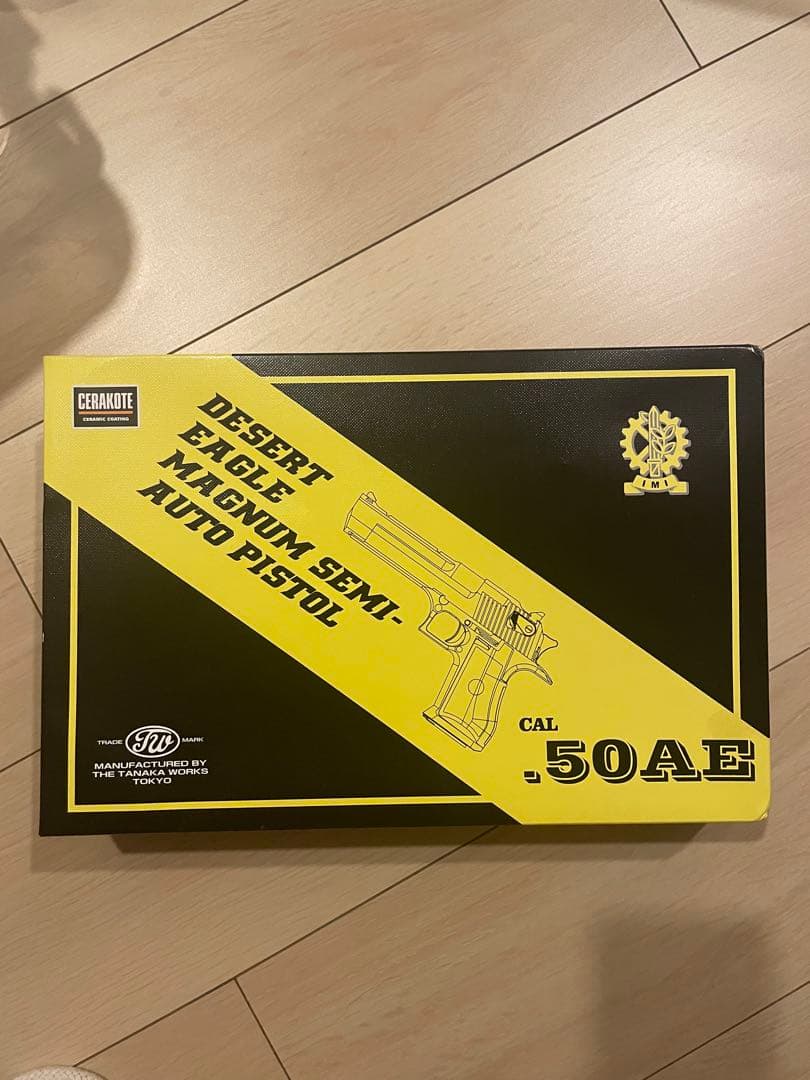 CERAKOTE
CERAMIC COATING
DESERT
EAGLE
MAGNUM SEMI-
AUTO PISTOL
IMI
CAL
.50AE
TRADE TW MARK
MANUFACTURED BY
THE TANAKA WORKS
TOKYO